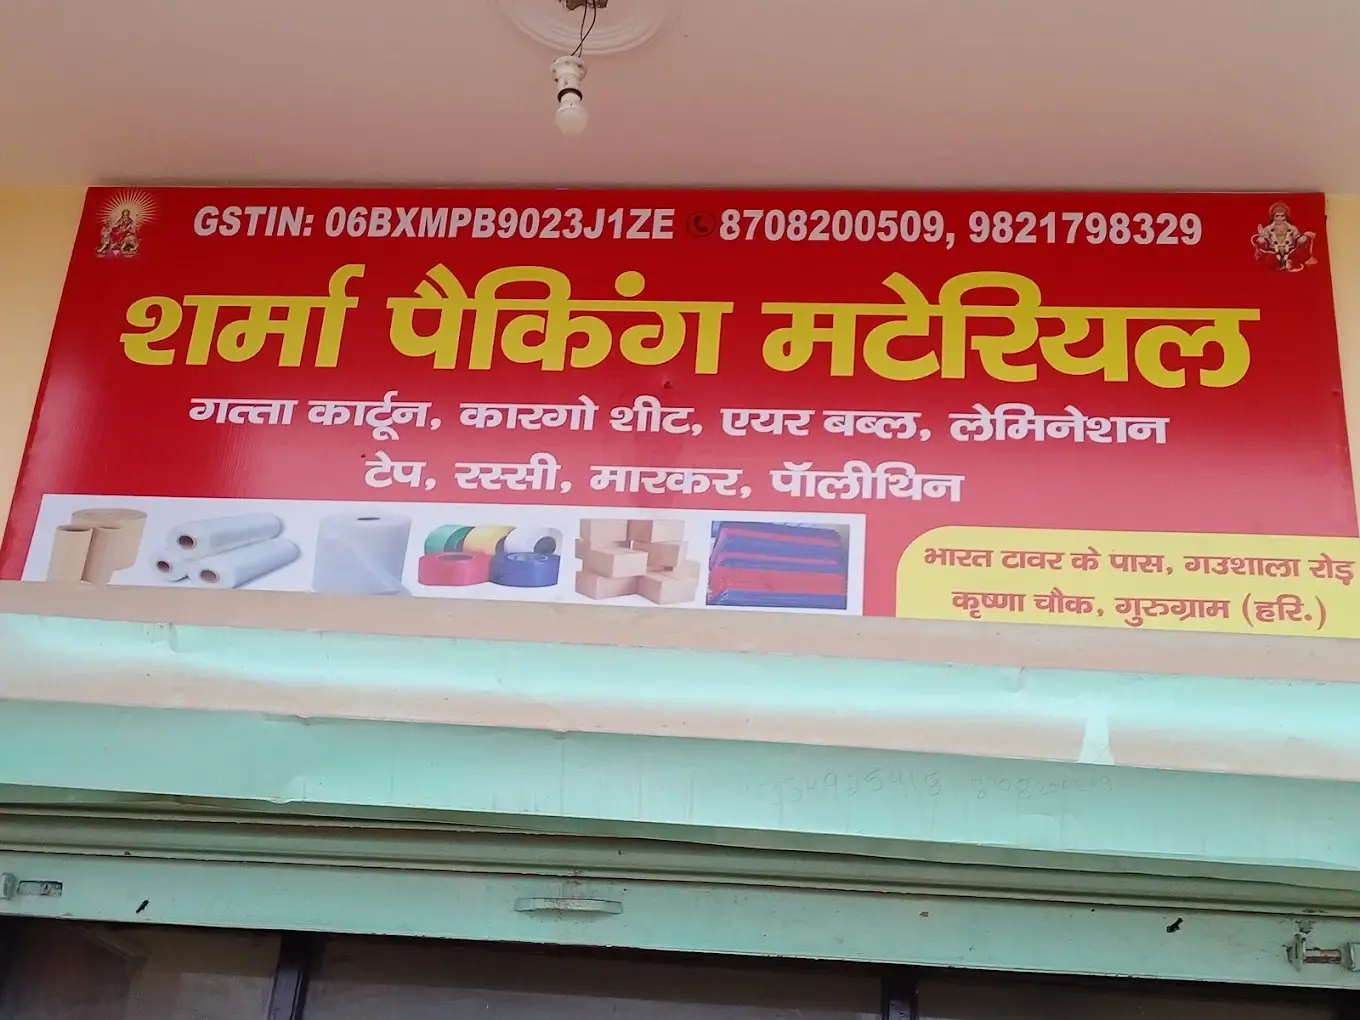 GSTIN: 06BXMPB9023J1ZE 8708200509, 9821798329
शर्मा पैकिंग मटेरियल
गत्ता कार्टून, कारगो शीट, एयर बब्ल, लेमिनेशन
टेप, रस्सी, मारकर, पॉलीथिन
भारत टावर के पास, गउशाला रोड़
कृष्णा चौक, गुरुग्राम (हरि.)